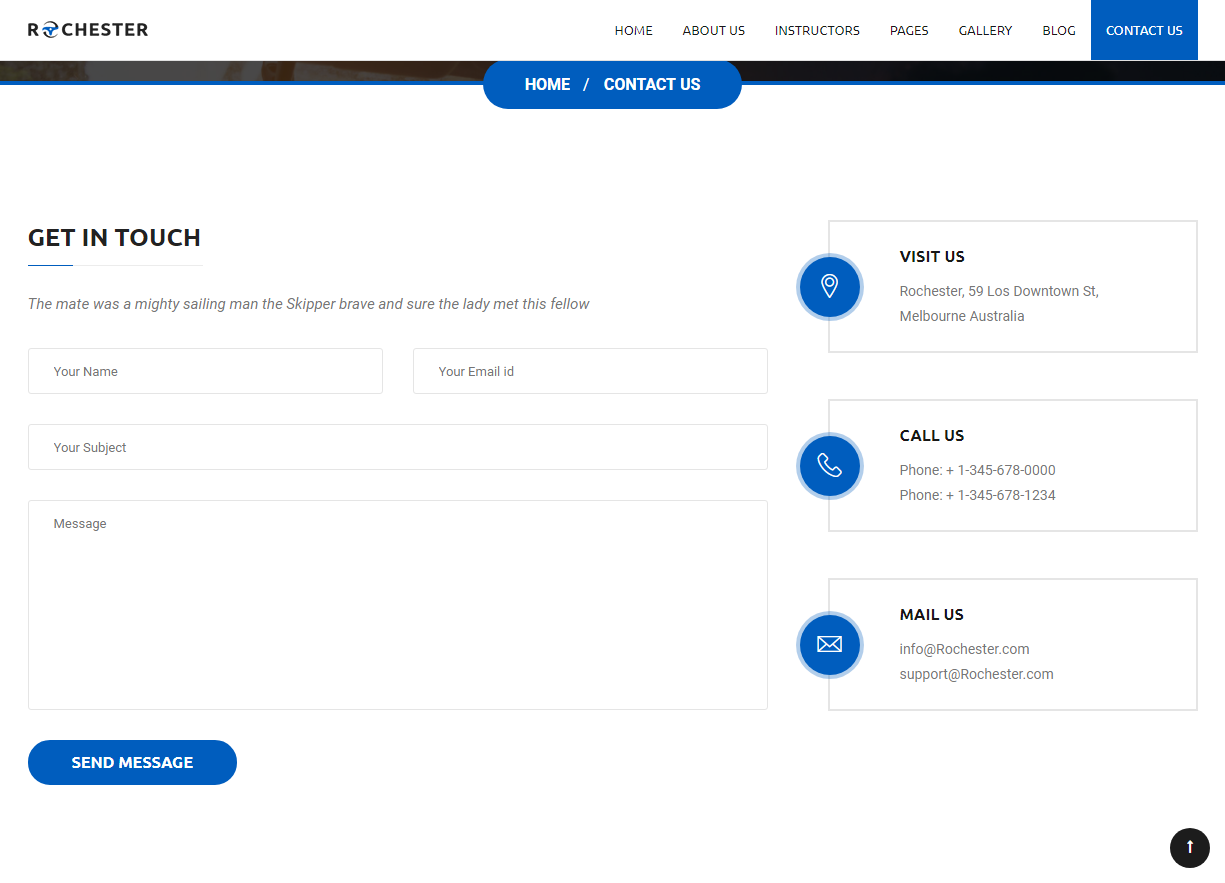 ROCHESTER
HOME ABOUT US INSTRUCTORS PAGES GALLERY BLOG CONTACT US
HOME / CONTACT US
GET IN TOUCH
The mate was a mighty sailing man the Skipper brave and sure the lady met this fellow
Your Name
Your Email id
Your Subject
Message
SEND MESSAGE
VISIT US
Rochester, 59 Los Downtown St,
Melbourne Australia
CALL US
Phone: + 1-345-678-0000
Phone: + 1-345-678-1234
MAIL US
info@Rochester.com
support@Rochester.com